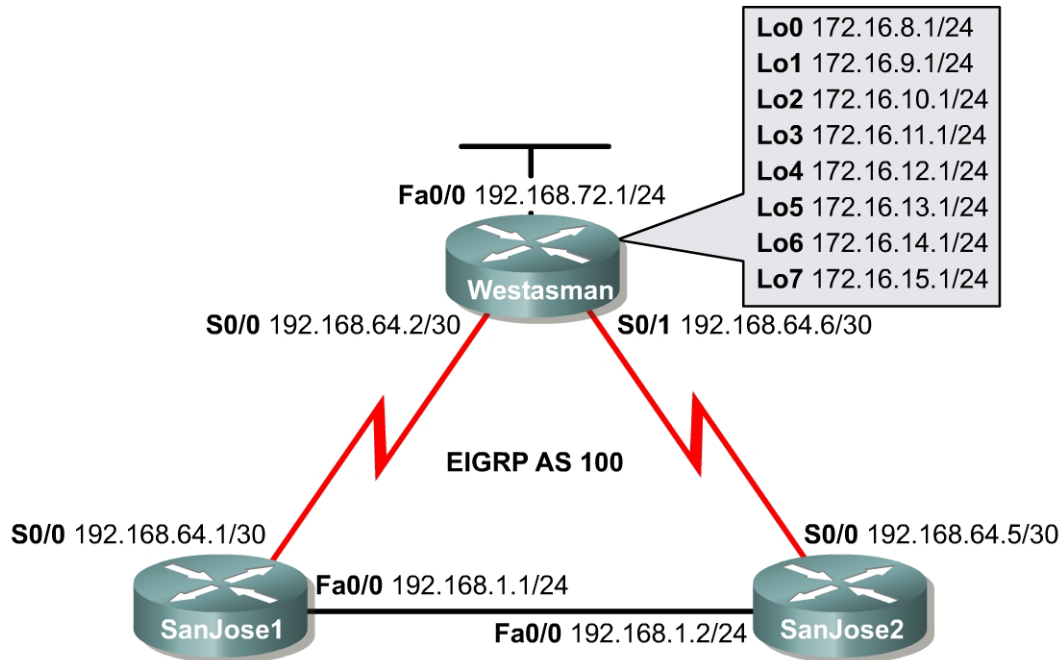 Lo0 172.16.8.1/24
Lo1 172.16.9.1/24
Lo2 172.16.10.1/24
Lo3 172.16.11.1/24
Lo4 172.16.12.1/24
Lo5 172.16.13.1/24
Lo6 172.16.14.1/24
Lo7 172.16.15.1/24
Fa0/0 192.168.72.1/24
Westasman
S0/0 192.168.64.2/30
S0/1 192.168.64.6/30
EIGRP AS 100
S0/0 192.168.64.1/30
S0/0 192.168.64.5/30
Fa0/0 192.168.1.1/24
SanJose1
Fa0/0 192.168.1.2/24
SanJose2